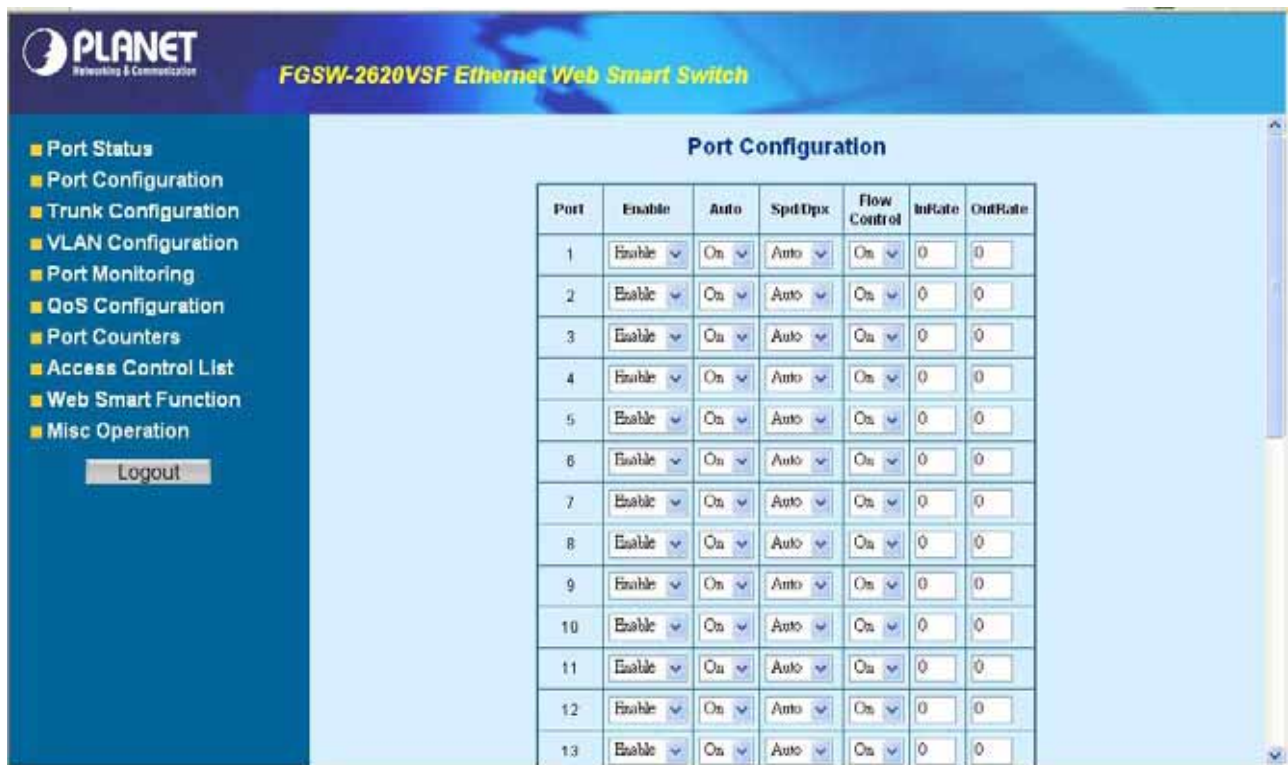 PLANET
Networking & Communication
FGSW-2620VSF Ethernet Web Smart Switch
Port Status
Port Configuration
Trunk Configuration
VLAN Configuration
Port Monitoring
QoS Configuration
Port Counters
Access Control List
Web Smart Function
Misc Operation
Logout
Port Configuration
Port Enable Auto Spd/Dpx Flow Control InRate OutRate
1 Enable On Auto On 0 0
2 Enable On Auto On 0 0
3 Enable On Auto On 0 0
4 Enable On Auto On 0 0
5 Enable On Auto On 0 0
6 Enable On Auto On 0 0
7 Enable On Auto On 0 0
8 Enable On Auto On 0 0
9 Enable On Auto On 0 0
10 Enable On Auto On 0 0
11 Enable On Auto On 0 0
12 Enable On Auto On 0 0
13 Enable On Auto On 0 0